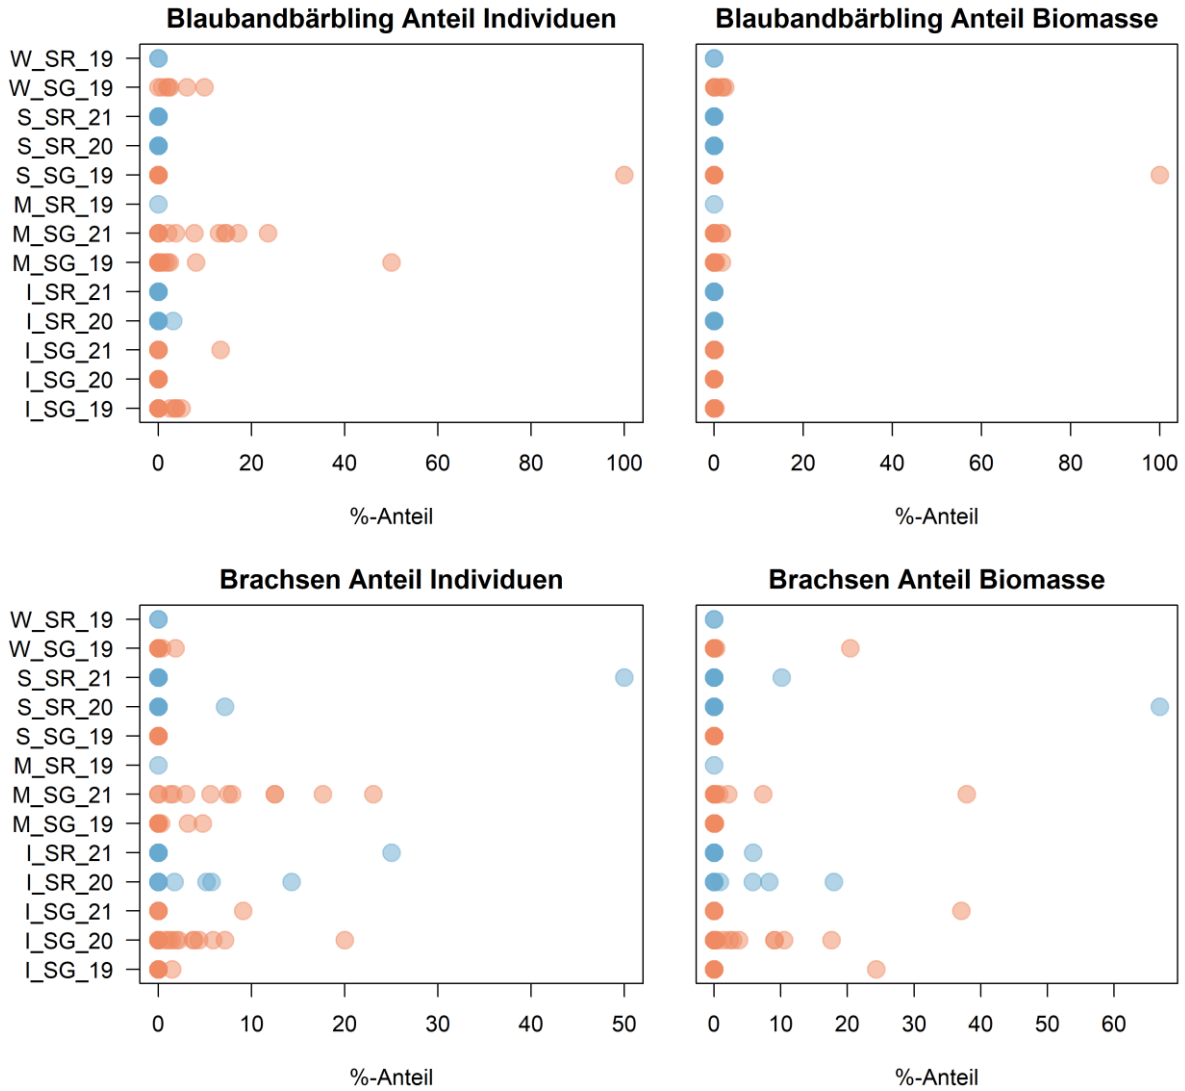 Blaubandbärbling Anteil Individuen
Blaubandbärbling Anteil Biomasse
W_SR_19
W_SG_19
S_SR_21
S_SR_20
S_SG_19
M_SR_19
M_SG_21
M_SG_19
I_SR_21
I_SR_20
I_SG_21
I_SG_20
I_SG_19
0 20 40 60 80 100
0 20 40 60 80 100
%-Anteil
%-Anteil
Brachsen Anteil Individuen
Brachsen Anteil Biomasse
W_SR_19
W_SG_19
S_SR_21
S_SR_20
S_SG_19
M_SR_19
M_SG_21
M_SG_19
I_SR_21
I_SR_20
I_SG_21
I_SG_20
I_SG_19
0 10 20 30 40 50
0 10 20 30 40 50 60
%-Anteil
%-Anteil